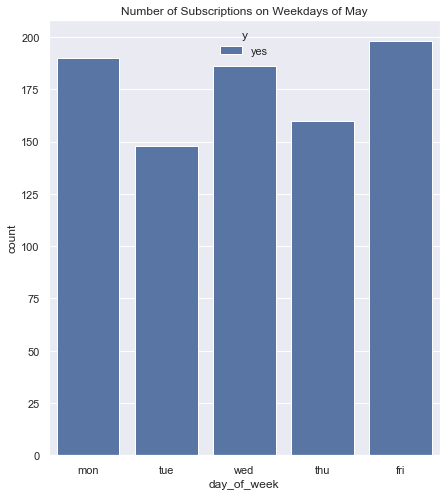 Number of Subscriptions on Weekdays of May
y
yes
200
175
150
125
100
75
50
25
0
count
mon tue wed thu fri
day_of_week